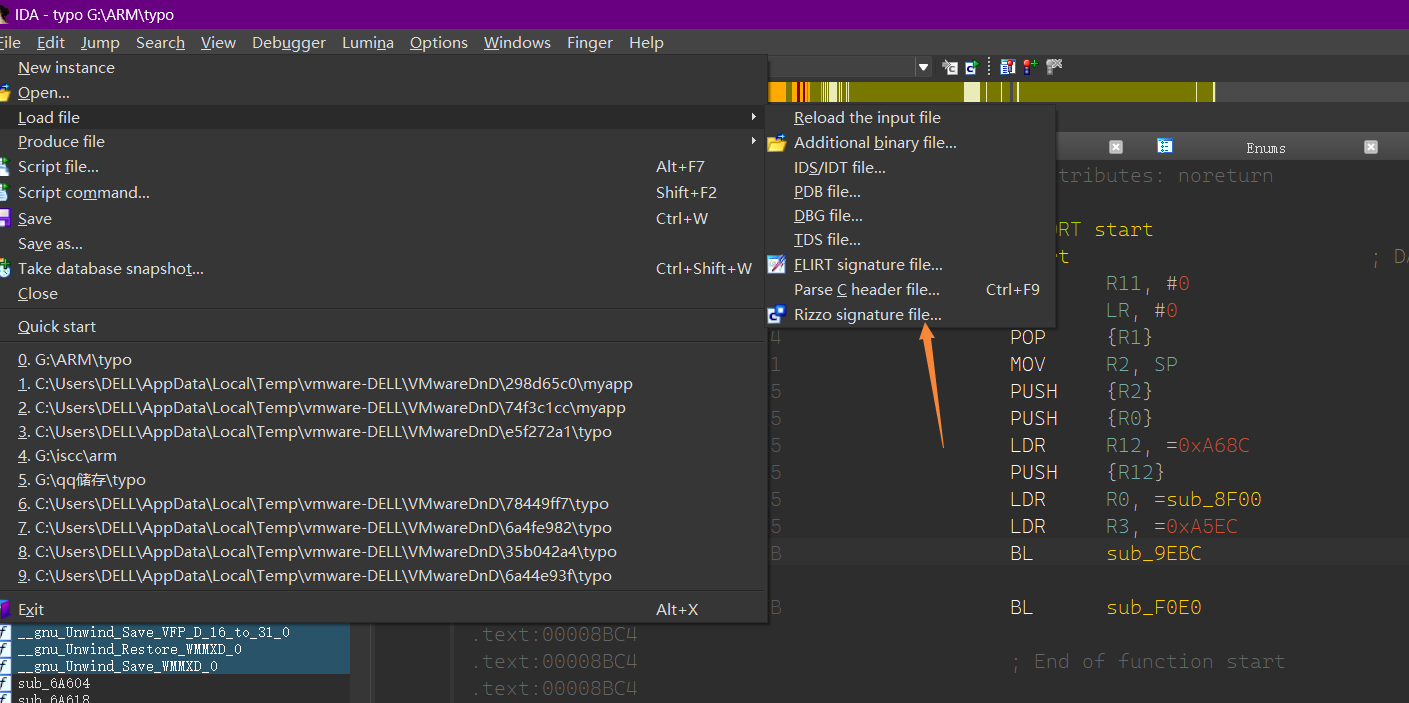 IDA - typo G:\ARM\typo
File Edit Jump Search View Debugger Lumina Options Windows Finger Help
New instance
Open...
Load file
Produce file
Script file... Alt+F7
Script command... Shift+F2
Save Ctrl+W
Save as...
Take database snapshot... Ctrl+Shift+W
Close
Quick start
0. G:\ARM\typo
1. C:\Users\DELL\AppData\Local\Temp\vmware-DELL\VMwareDnD\298d65c0\myapp
2. C:\Users\DELL\AppData\Local\Temp\vmware-DELL\VMwareDnD\74f3c1cc\myapp
3. C:\Users\DELL\AppData\Local\Temp\vmware-DELL\VMwareDnD\e5f272a1\typo
4. G:\iscc\arm
5. G:\qq储存\typo
6. C:\Users\DELL\AppData\Local\Temp\vmware-DELL\VMwareDnD\78449ff7\typo
7. C:\Users\DELL\AppData\Local\Temp\vmware-DELL\VMwareDnD\6a4fe982\typo
8. C:\Users\DELL\AppData\Local\Temp\vmware-DELL\VMwareDnD\35b042a4\typo
9. C:\Users\DELL\AppData\Local\Temp\vmware-DELL\VMwareDnD\6a44e93f\typo
Exit Alt+X
Reload the input file
Additional binary file...
IDS/IDT file...
PDB file...
DBG file...
TDS file...
FLIRT signature file...
Parse C header file... Ctrl+F9
Rizzo signature file...
Enums
tributes: noreturn
RT start
rt ; DA
R11, #0
LR, #0
4 POP {R1}
1 MOV R2, SP
5 PUSH {R2}
5 PUSH {R0}
5 LDR R12, =0xA68C
5 PUSH {R12}
5 LDR R0, =sub_8F00
5 LDR R3, =0xA5EC
B BL sub_9EBC
B BL sub_F0E0
.text:00008BC4
.text:00008BC4 ; End of function start
.text:00008BC4
f __gnu_Unwind_Save_VFP_D_16_to_31_0
f __gnu_Unwind_Restore_WMMXD_0
f __gnu_Unwind_Save_WMMXD_0
f sub_6A604
f sub_6A618